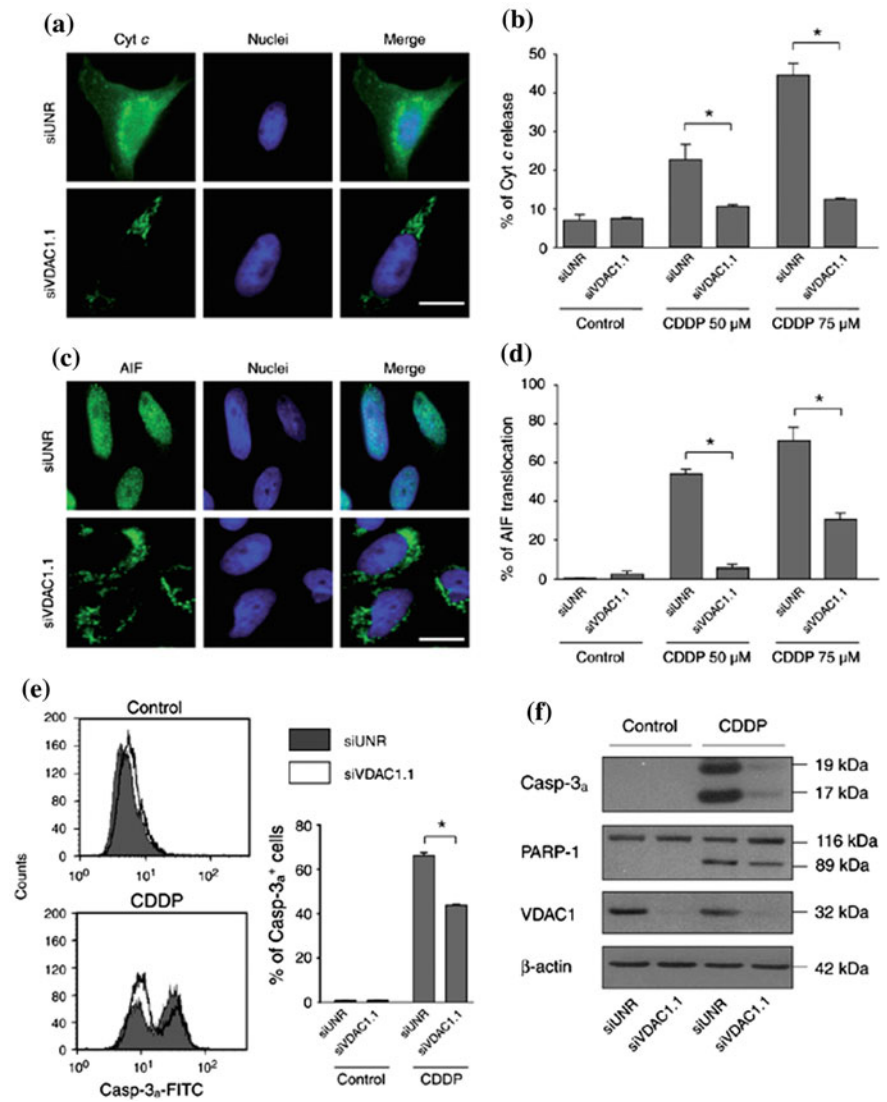 (a)
Cyt c Nuclei Merge
siUNR
siVDAC1.1
(b)
% of Cyt c release
50
40
30
20
10
0
*
*
siUNR siVDAC1.1 siUNR siVDAC1.1 siUNR siVDAC1.1
Control CDDP 50 µM CDDP 75 µM
(c)
AIF Nuclei Merge
siUNR
siVDAC1.1
(d)
% of AIF translocation
100
80
60
40
20
0
*
*
siUNR siVDAC1.1 siUNR siVDAC1.1 siUNR siVDAC1.1
Control CDDP 50 µM CDDP 75 µM
(e)
Control
200
160
120
80
40
0
10⁰ 10¹ 10²
CDDP
200
160
120
80
40
0
10⁰ 10¹ 10²
Counts
Casp-3ₐ-FITC
siUNR
siVDAC1.1
% of Casp-3ₐ⁺ cells
80
60
40
20
0
*
siUNR siVDAC1.1 siUNR siVDAC1.1
Control CDDP
(f)
Control CDDP
Casp-3ₐ
19 kDa
17 kDa
PARP-1
116 kDa
89 kDa
VDAC1
32 kDa
β-actin
42 kDa
siUNR siVDAC1.1 siUNR siVDAC1.1